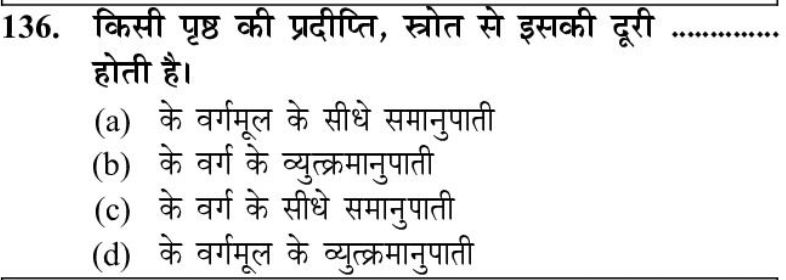 136. किसी पृष्ठ की प्रदीप्ति, स्त्रोत से इसकी दूरी ..............
होती है।
(a) के वर्गमूल के सीधे समानुपाती
(b) के वर्ग के व्युत्क्रमानुपाती
(c) के वर्ग के सीधे समानुपाती
(d) के वर्गमूल के व्युत्क्रमानुपाती